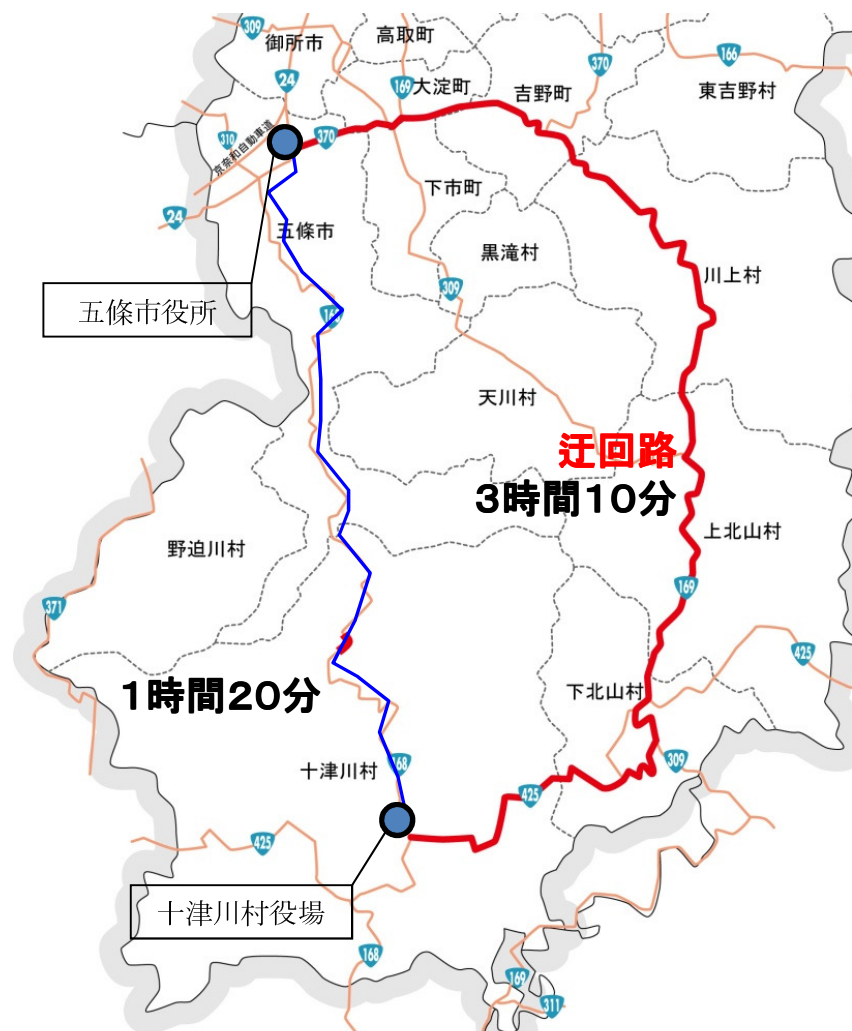 309
御所市
高取町
24
169
大淀町
吉野町
370
166
東吉野村
310
京奈和自動車道
370
下市町
24
五條市
黒滝村
川上村
309
五條市役所
168
天川村
迂回路
3時間10分
野迫川村
上北山村
371
169
425
1時間20分
下北山村
十津川村
168
309
425
425
十津川村役場
168
169
311